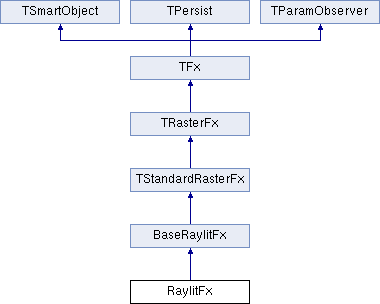 TSmartObject TPersist TParamObserver
TFx
TRasterFx
TStandardRasterFx
BaseRaylitFx
RaylitFx